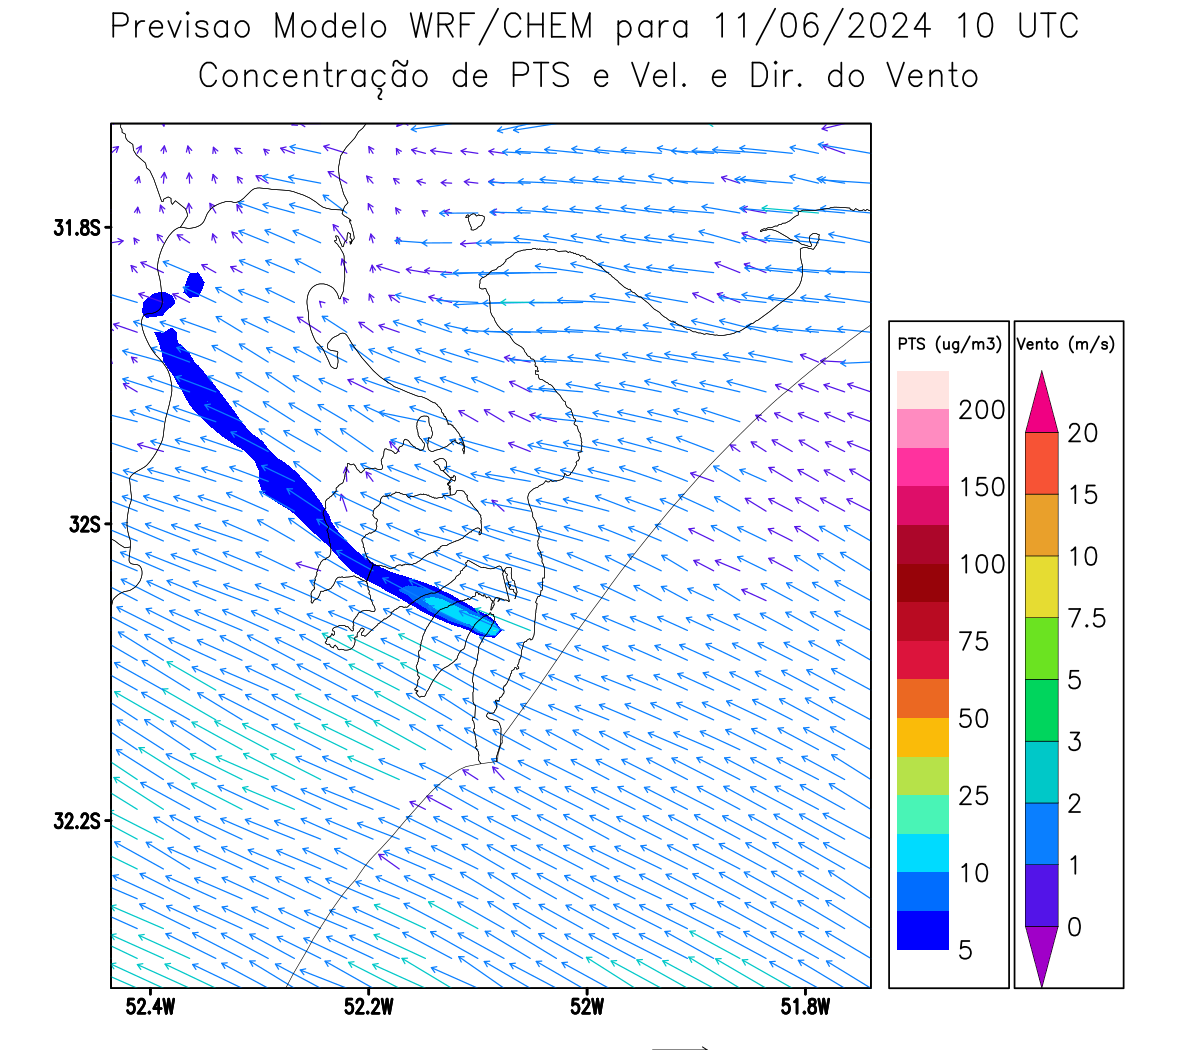 Previsao Modelo WRF/CHEM para 11/06/2024 10 UTC
Concentração de PTS e Vel. e Dir. do Vento
31.8S
32S
32.2S
52.4W 52.2W 52W 51.8W
PTS (ug/m3)
200
150
100
75
50
25
10
5
Vento (m/s)
20
15
10
7.5
5
3
2
1
0